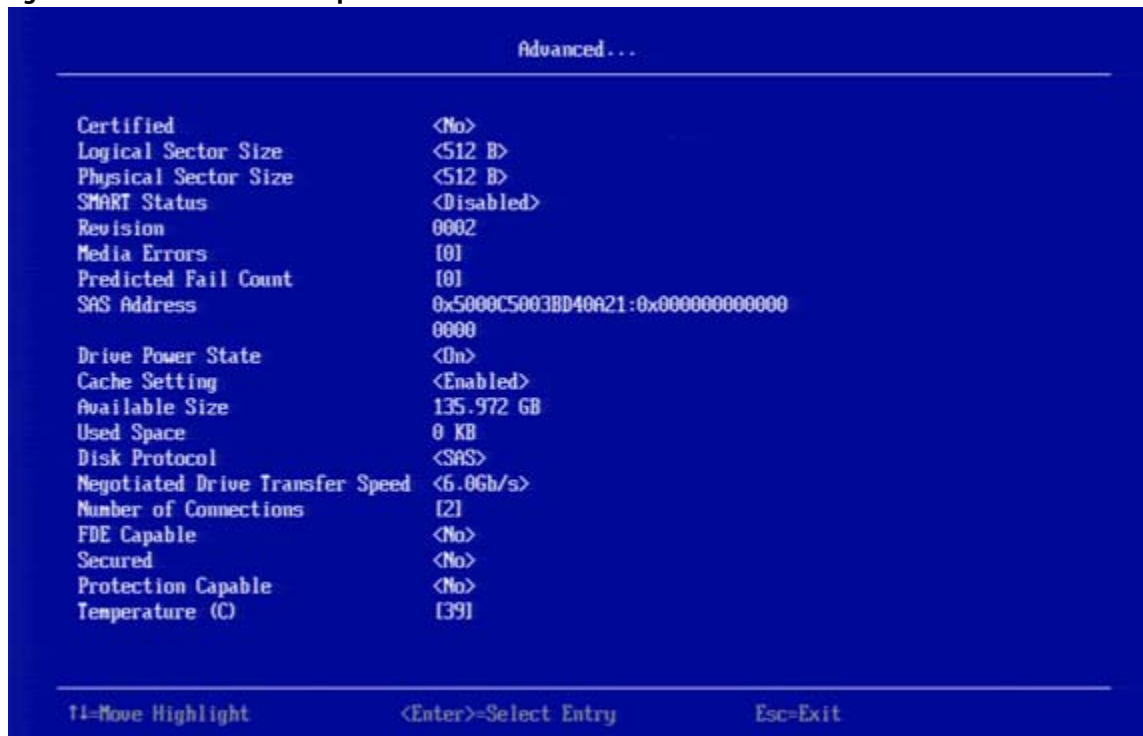 Advanced...
Certified <No>
Logical Sector Size <512 B>
Physical Sector Size <512 B>
SMART Status <Disabled>
Revision 0002
Media Errors [0]
Predicted Fail Count [0]
SAS Address 0x5000C5003BD40A21:0x000000000000
0000
Drive Power State <On>
Cache Setting <Enabled>
Available Size 135.972 GB
Used Space 0 KB
Disk Protocol <SAS>
Negotiated Drive Transfer Speed <6.0Gb/s>
Number of Connections [2]
FDE Capable <No>
Secured <No>
Protection Capable <No>
Temperature (C) [39]
↑↓=Move Highlight <Enter>=Select Entry Esc=Exit